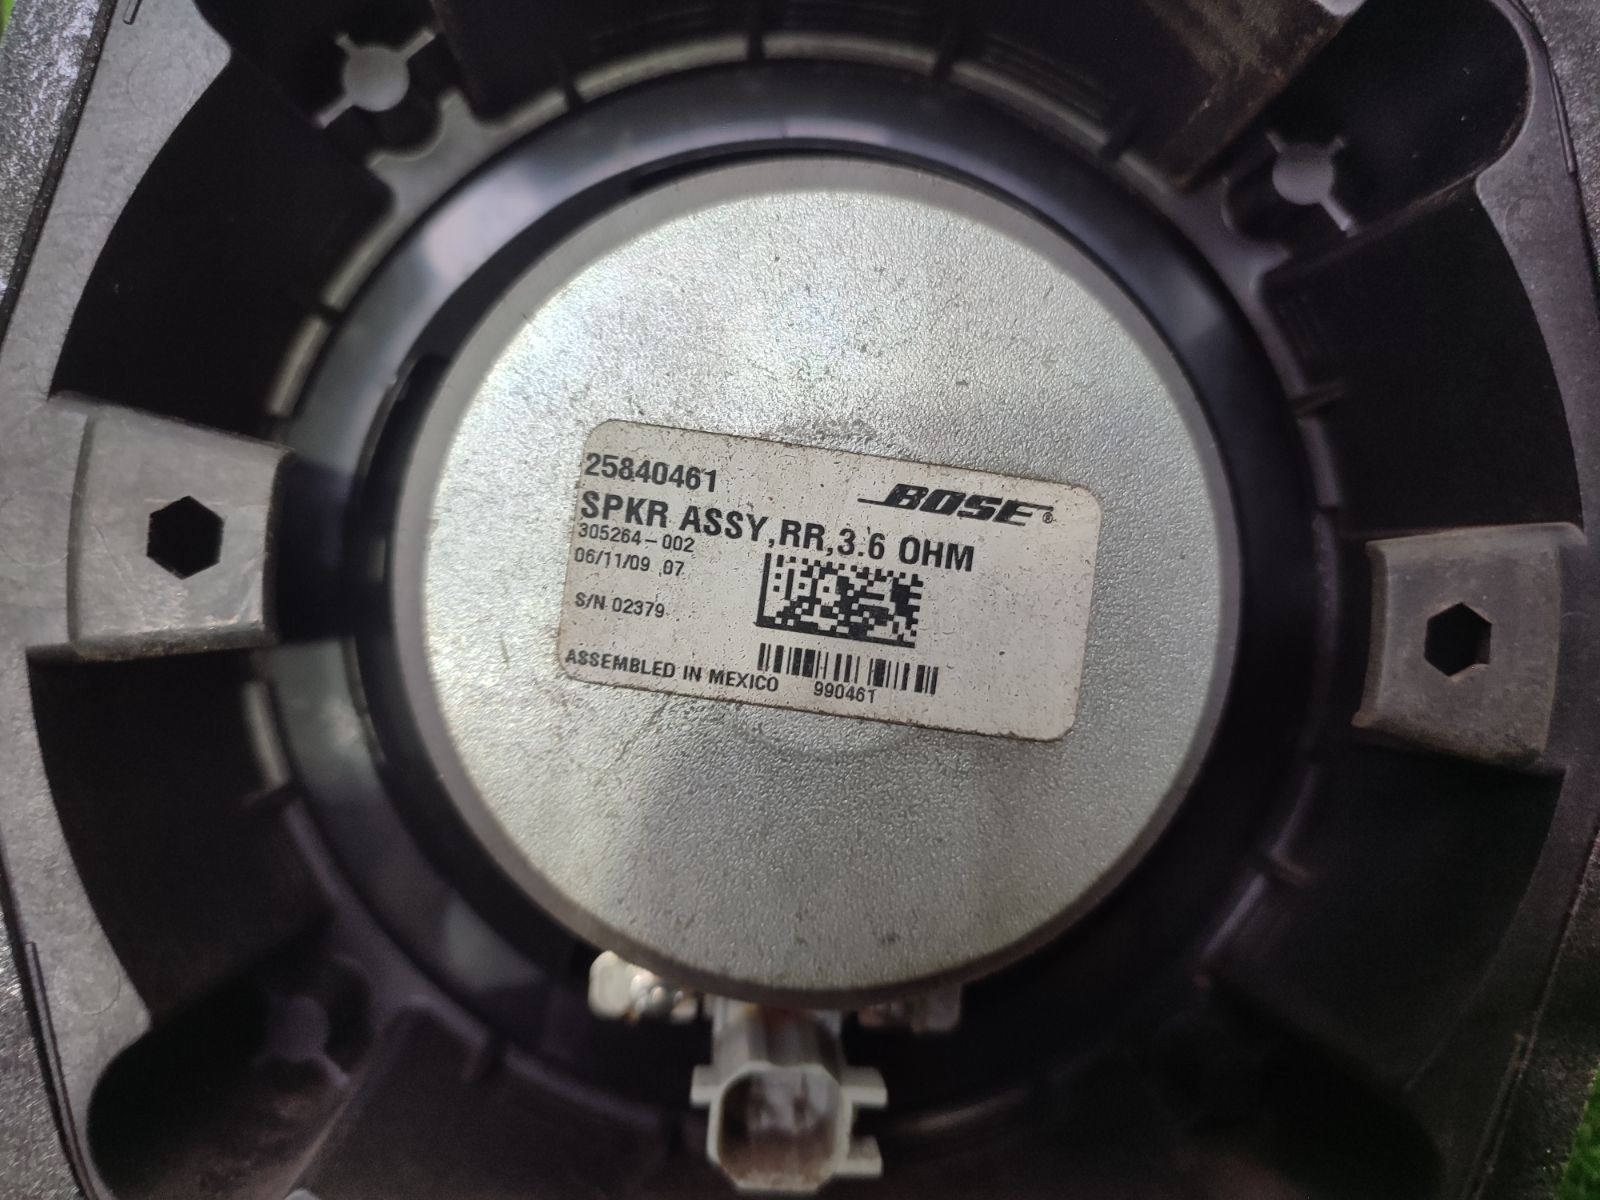 25840461
BOSE®
SPKR ASSY,RR,3.6 OHM
305264-002
06/11/09 07
S/N 02379
ASSEMBLED IN MEXICO
990461